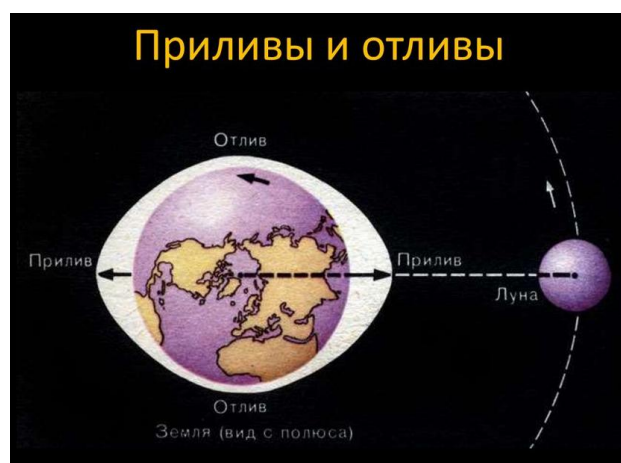 Приливы и отливы
Отлив
Прилив
Прилив
Луна
Отлив
Земля (вид с полюса)